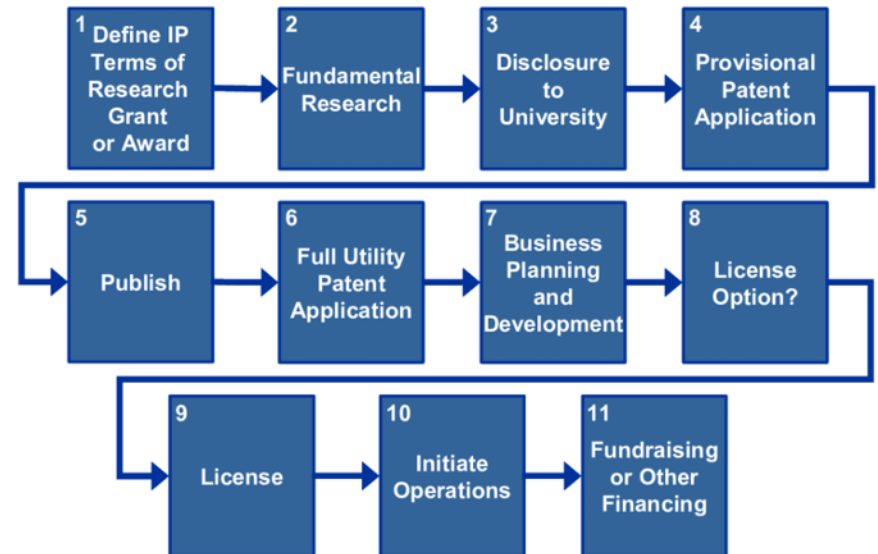 1
Define IP
Terms of
Research
Grant
or Award
2
Fundamental
Research
3
Disclosure
to
University
4
Provisional
Patent
Application
5
Publish
6
Full Utility
Patent
Application
7
Business
Planning
and
Development
8
License
Option?
9
License
10
Initiate
Operations
11
Fundraising
or Other
Financing